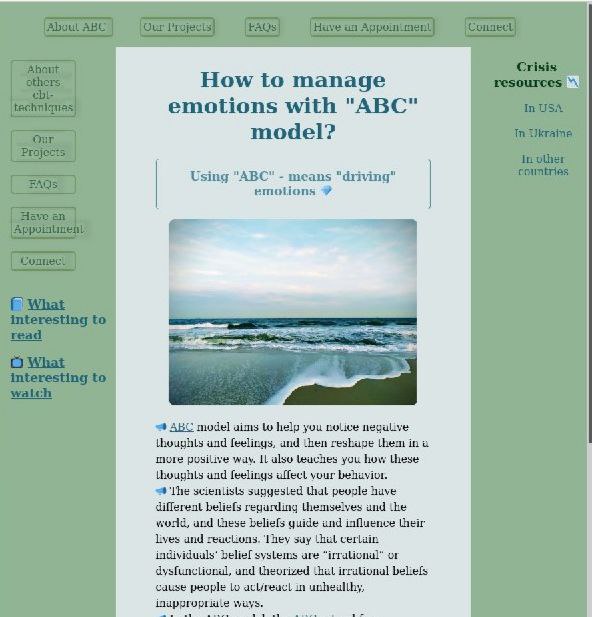 About ABC
Our Projects
FAQs
Have an Appointment
Connect
About
others
cbt-
techniques
Our
Projects
FAQs
Have an
Appointment
Connect
What
interesting to
read
What
interesting to
watch
How to manage
emotions with "ABC"
model?
Using "ABC" - means "driving"
emotions
ABC model aims to help you notice negative
thoughts and feelings, and then reshape them in a
more positive way. It also teaches you how these
thoughts and feelings affect your behavior.
The scientists suggested that people have
different beliefs regarding themselves and the
world, and these beliefs guide and influence their
lives and reactions. They say that certain
individuals' belief systems are “irrational” or
dysfunctional, and theorized that irrational beliefs
cause people to act/react in unhealthy,
inappropriate ways.
Crisis
resources
In USA
In Ukraine
In other
countries